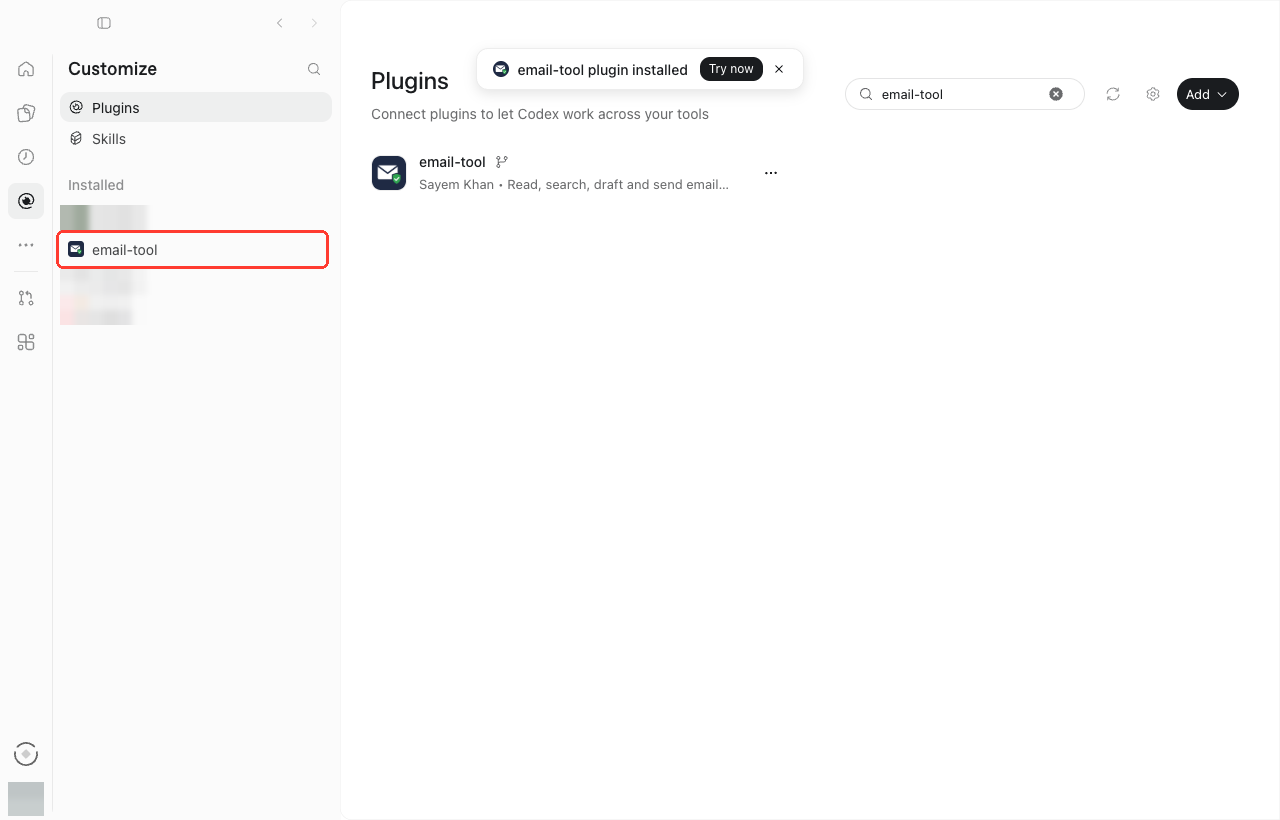 Customize
Plugins
Skills
Installed
email-tool
email-tool plugin installed
Try now
Plugins
Connect plugins to let Codex work across your tools
email-tool
Add
email-tool
Sayem Khan • Read, search, draft and send email...